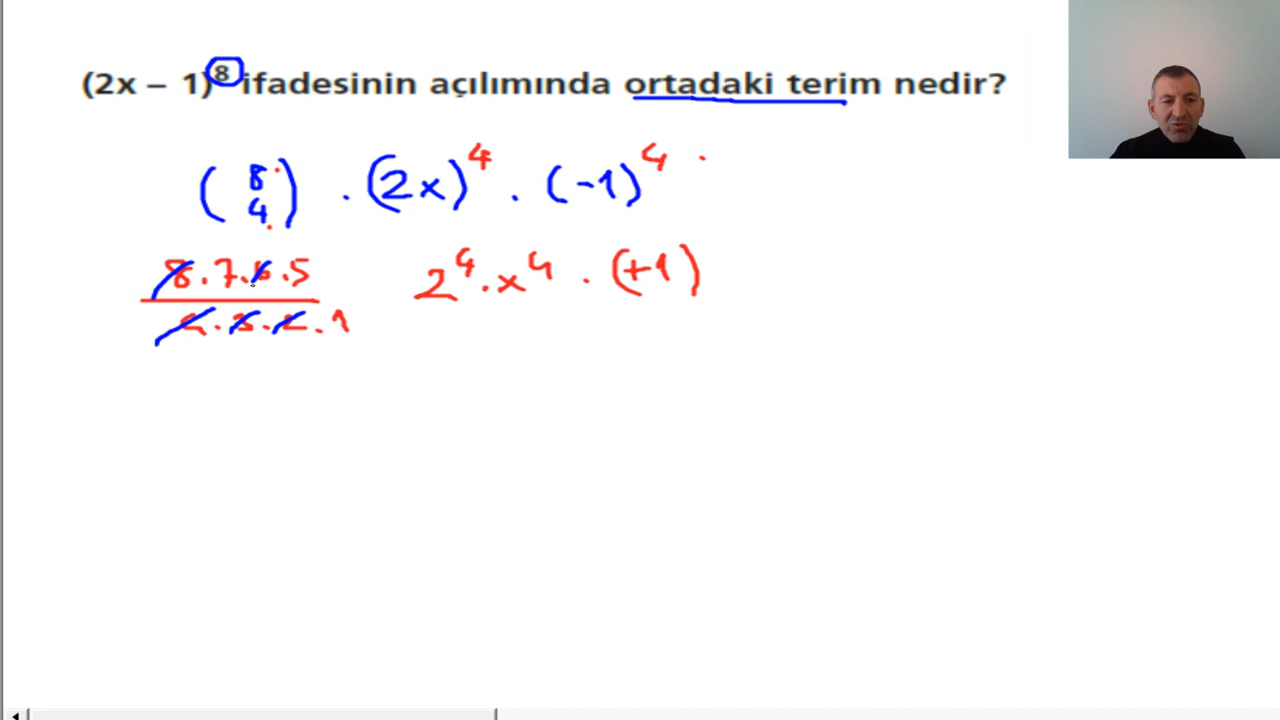 (2x – 1)⁸ ifadesinin açılımında ortadaki terim nedir?
(8 4) . (2x)⁴ . (-1)⁴ .
8.7.6.5 / 4.3.2.1 2⁴.x⁴ . (+1)